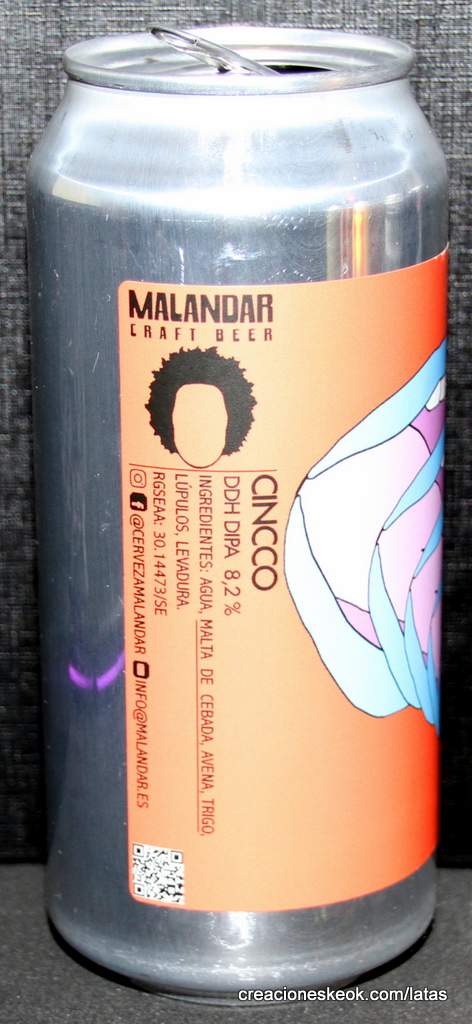 MALANDAR
CRAFT BEER
CINCCO
DDH DIPA 8,2 %
INGREDIENTES: AGUA, MALTA DE CEBADA, AVENA, TRIGO,
LÚPULOS, LEVADURA.
RGSEAA: 30.14473/SE
@CERVEZAMALANDAR INFO@MALANDAR.ES
creacioneskeok.com/latas